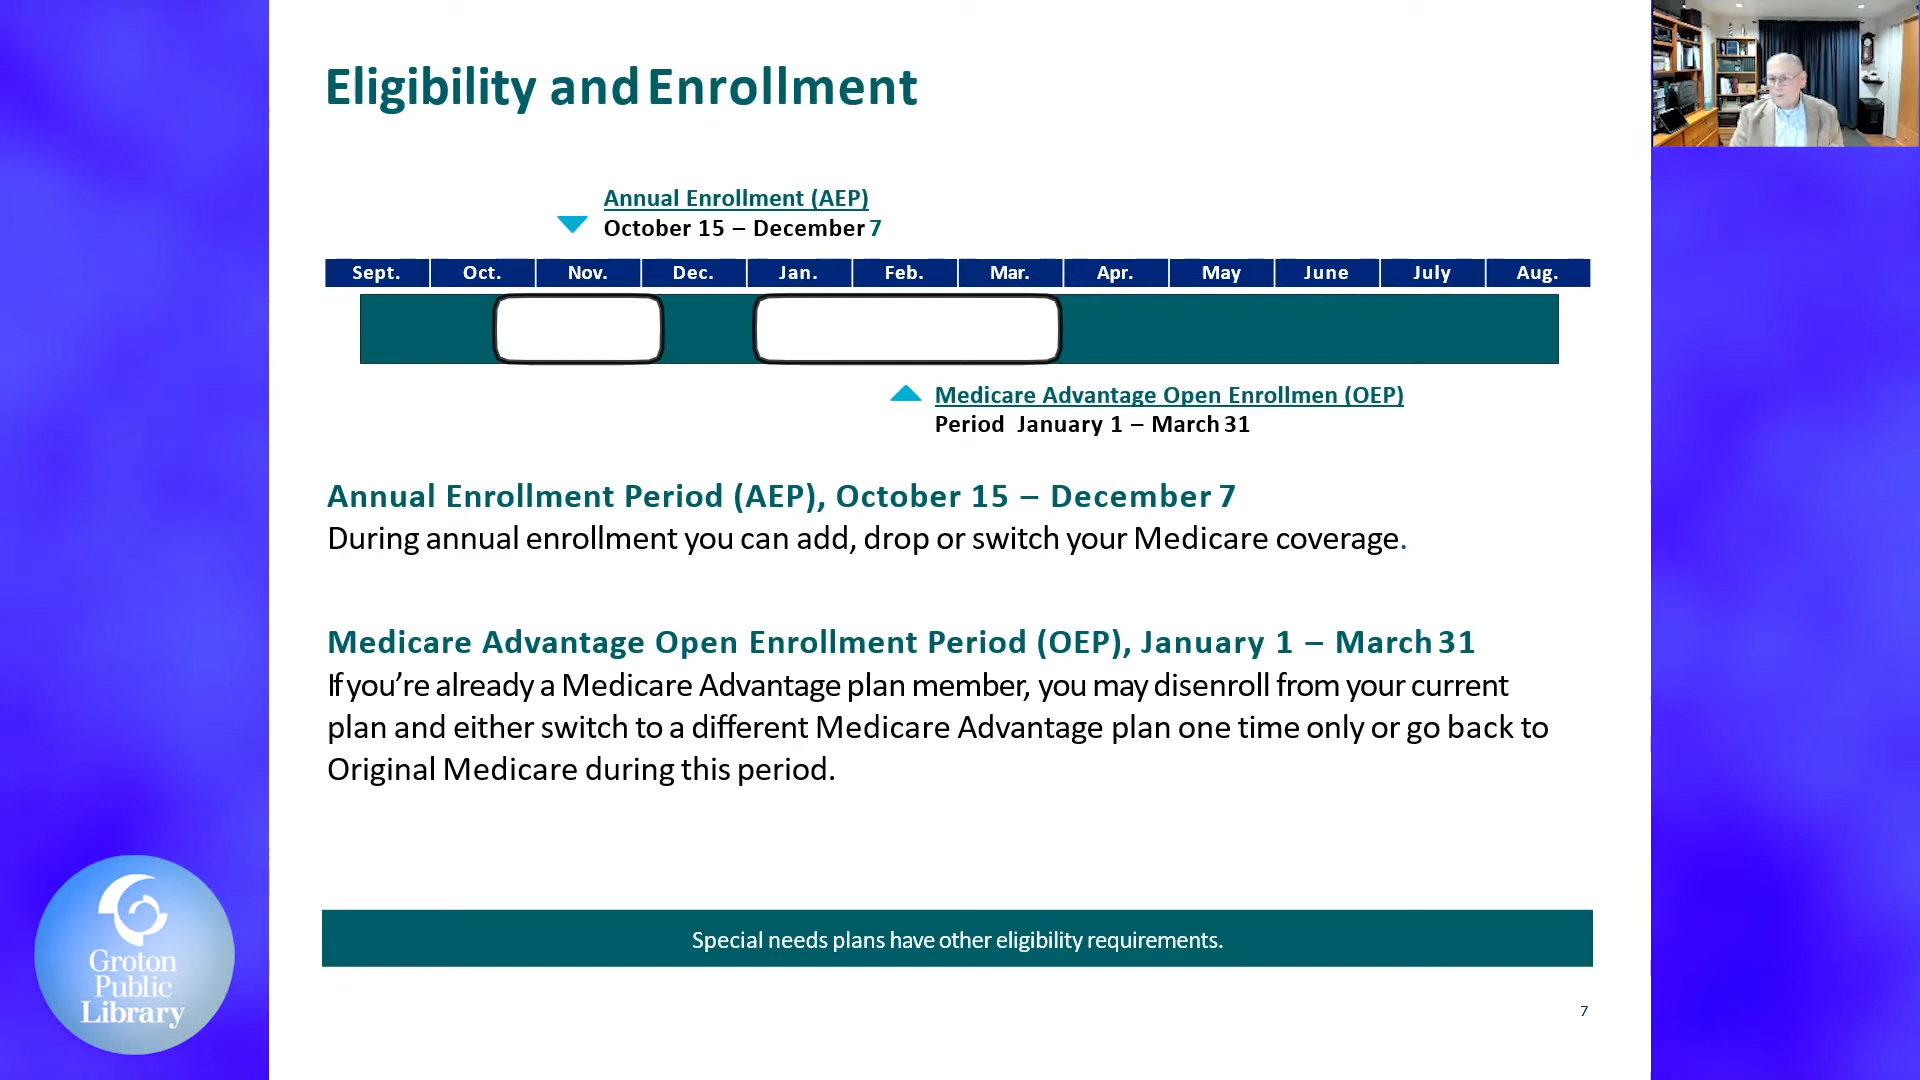 Eligibility and Enrollment
Annual Enrollment (AEP)
October 15 – December 7
Sept. Oct. Nov. Dec. Jan. Feb. Mar. Apr. May June July Aug.
Medicare Advantage Open Enrollmen (OEP)
Period January 1 – March 31
Annual Enrollment Period (AEP), October 15 – December 7
During annual enrollment you can add, drop or switch your Medicare coverage.
Medicare Advantage Open Enrollment Period (OEP), January 1 – March 31
If you’re already a Medicare Advantage plan member, you may disenroll from your current
plan and either switch to a different Medicare Advantage plan one time only or go back to
Original Medicare during this period.
Special needs plans have other eligibility requirements.
7
Groton
Public
Library